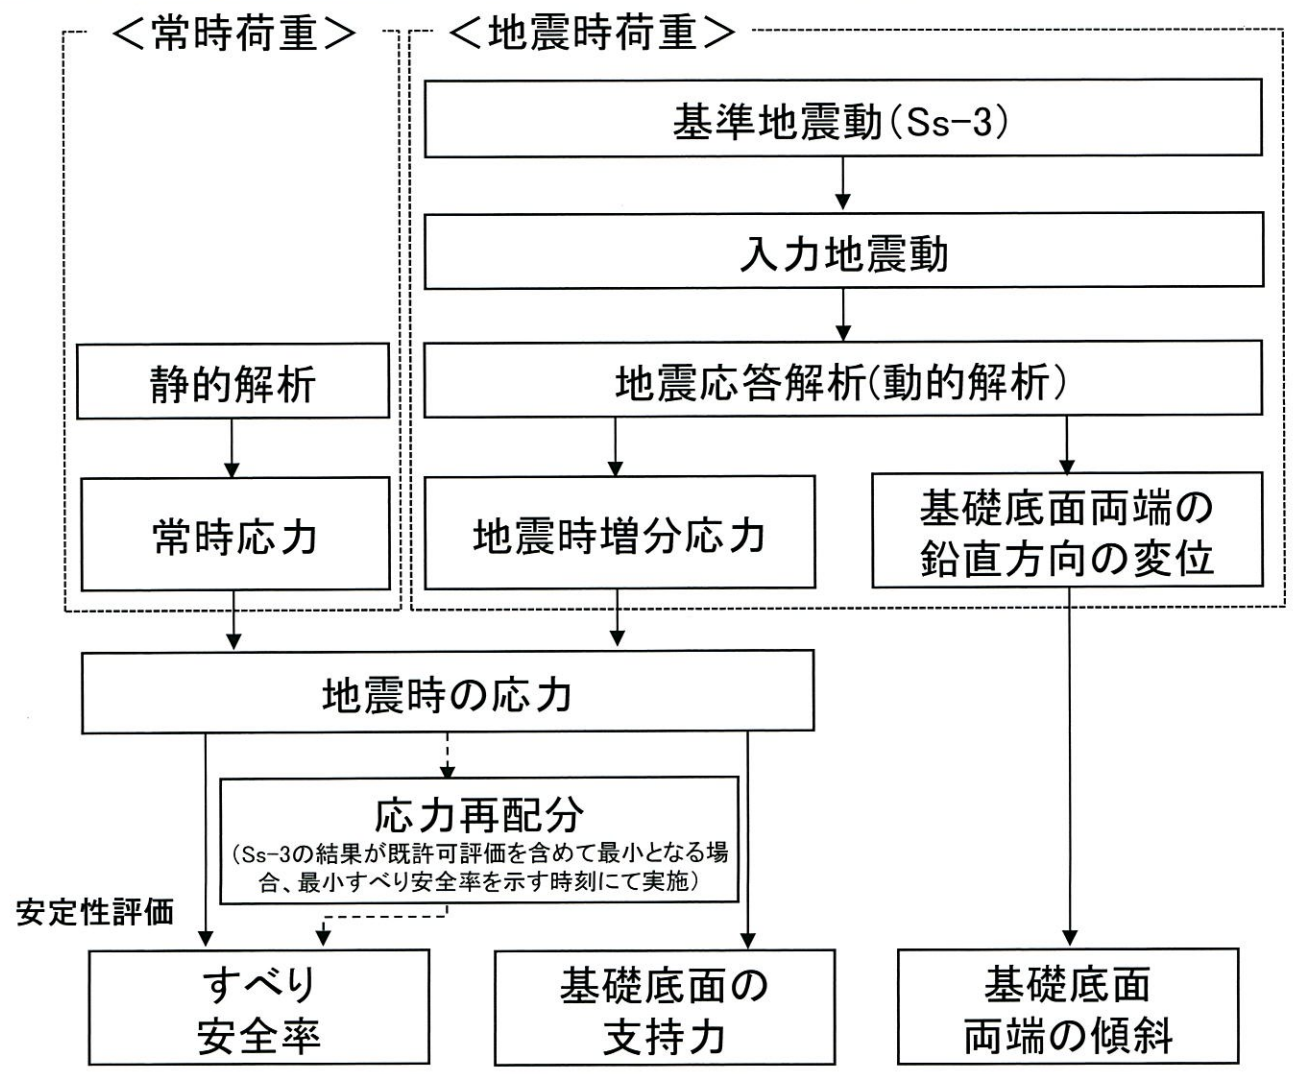 ＜常時荷重＞
＜地震時荷重＞
基準地震動（Ss-3）
入力地震動
静的解析
地震応答解析（動的解析）
常時応力
地震時増分応力
基礎底面両端の
鉛直方向の変位
地震時の応力
応力再配分
（Ss-3の結果が既許可評価を含めて最小となる場
合、最小すべり安全率を示す時刻にて実施）
安定性評価
すべり
安全率
基礎底面の
支持力
基礎底面
両端の傾斜